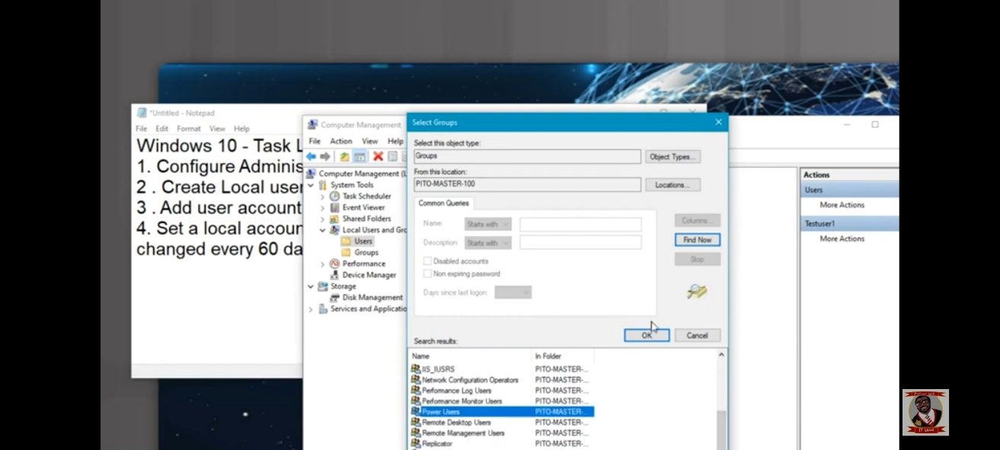 *Untitled - Notepad
File Edit Format View Help
Windows 10 - Task L
1. Configure Adminis
2 . Create Local user
3 . Add user account
4. Set a local accoun
changed every 60 da
Computer Management
File Action View Help
Computer Management (L
System Tools
Task Scheduler
Event Viewer
Shared Folders
Local Users and Gro
Users
Groups
Performance
Device Manager
Storage
Disk Management
Services and Applicatio
Select Groups
Select this object type:
Groups
Object Types...
From this location:
PITO-MASTER-100
Locations...
Common Queries
Name: Starts with
Description: Starts with
Disabled accounts
Non expiring password
Days since last logon:
Columns...
Find Now
Stop
OK Cancel
Search results:
Name In Folder
IIS_IUSRS PITO-MASTER-...
Network Configuration Operators PITO-MASTER-...
Performance Log Users PITO-MASTER-...
Performance Monitor Users PITO-MASTER-...
Power Users PITO-MASTER-...
Remote Desktop Users PITO-MASTER-...
Remote Management Users PITO-MASTER-...
Replicator PITO-MASTER-...
Actions
Users
More Actions
Testuser1
More Actions